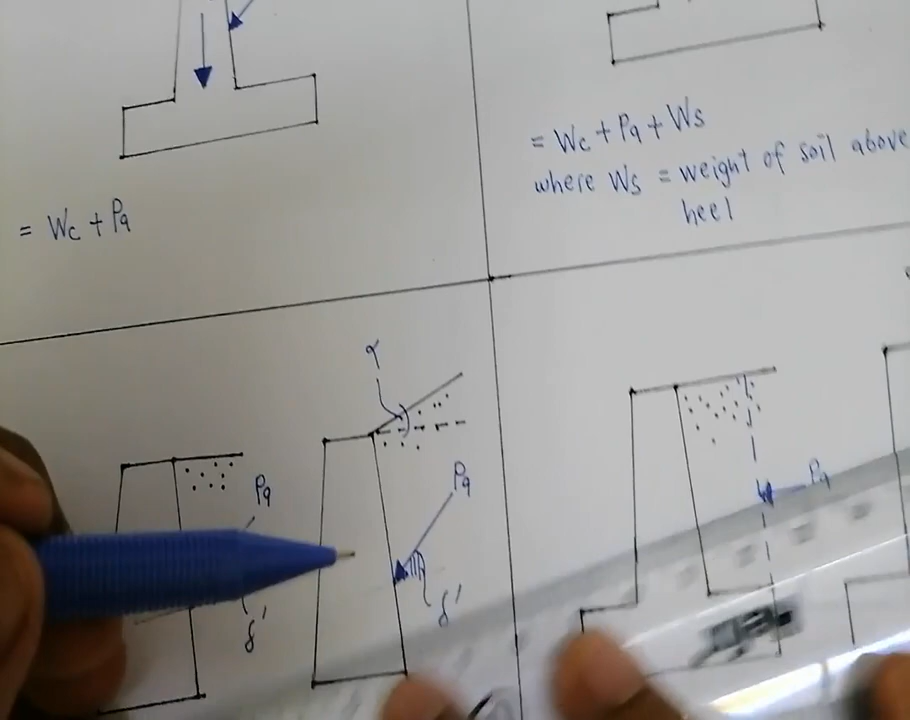 = Wc + Pa
= Wc + Pa + Ws
where Ws = weight of soil above
heel
α
Pa
δ'
Pa
δ'
Pa